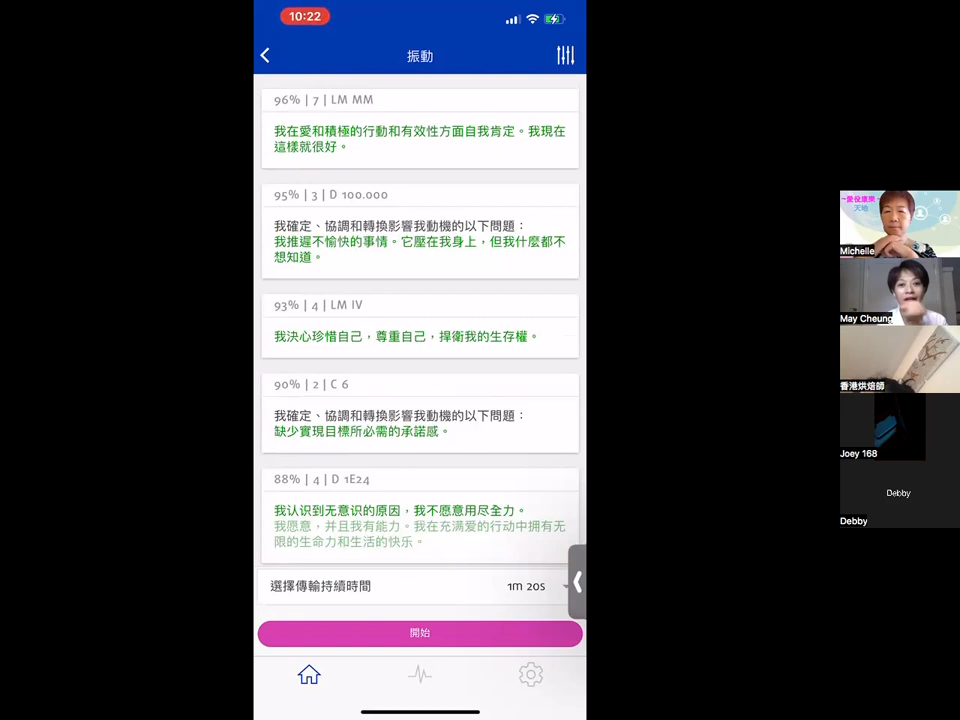 10:22
振動
96% | 7 | LM MM
我在愛和積極的行動和有效性方面自我肯定。我現在
這樣就很好。
95% | 3 | D 100.000
我確定、協調和轉換影響我動機的以下問題：
我推遲不愉快的事情。它壓在我身上，但我什麼都不
想知道。
93% | 4 | LM IV
我決心珍惜自己，尊重自己，捍衛我的生存權。
90% | 2 | C 6
我確定、協調和轉換影響我動機的以下問題：
缺少實現目標所必需的承諾感。
88% | 4 | D 1E24
我认识到无意识的原因，我不愿意用尽全力。
我愿意，并且我有能力。我在充满爱的行动中拥有无
限的生命力和生活的快乐。
選擇傳輸持續時間
1m 20s
開始
~愛役康樂~
天地
Michelle
May Cheung
香港烘焙師
Joey 168
Debby
Debby